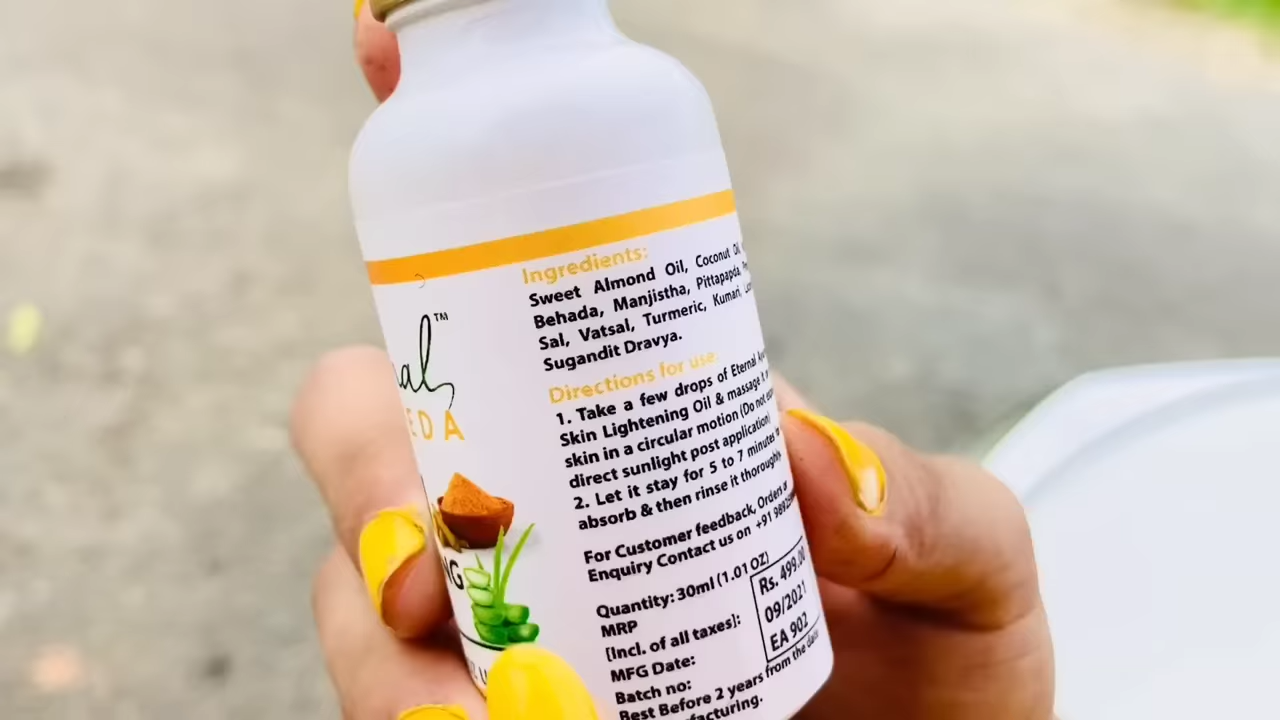 al™
EDA
NG
Ingredients:
Sweet Almond Oil, Coconut Oil,
Behada, Manjistha, Pittapapda,
Sal, Vatsal, Turmeric, Kumari,
Sugandit Dravya.
Directions for use:
1. Take a few drops of Eternal
Skin Lightening Oil & massage it
skin in a circular motion (Do not
direct sunlight post application)
2. Let it stay for 5 to 7 minutes
absorb & then rinse it thoroughly
For Customer feedback, Orders
Enquiry Contact us on +91
Quantity: 30ml (1.01 OZ)
MRP
[Incl. of all taxes]: Rs. 499.00
MFG Date: 09/2021
Batch no: EA 902
Best Before 2 years from the date